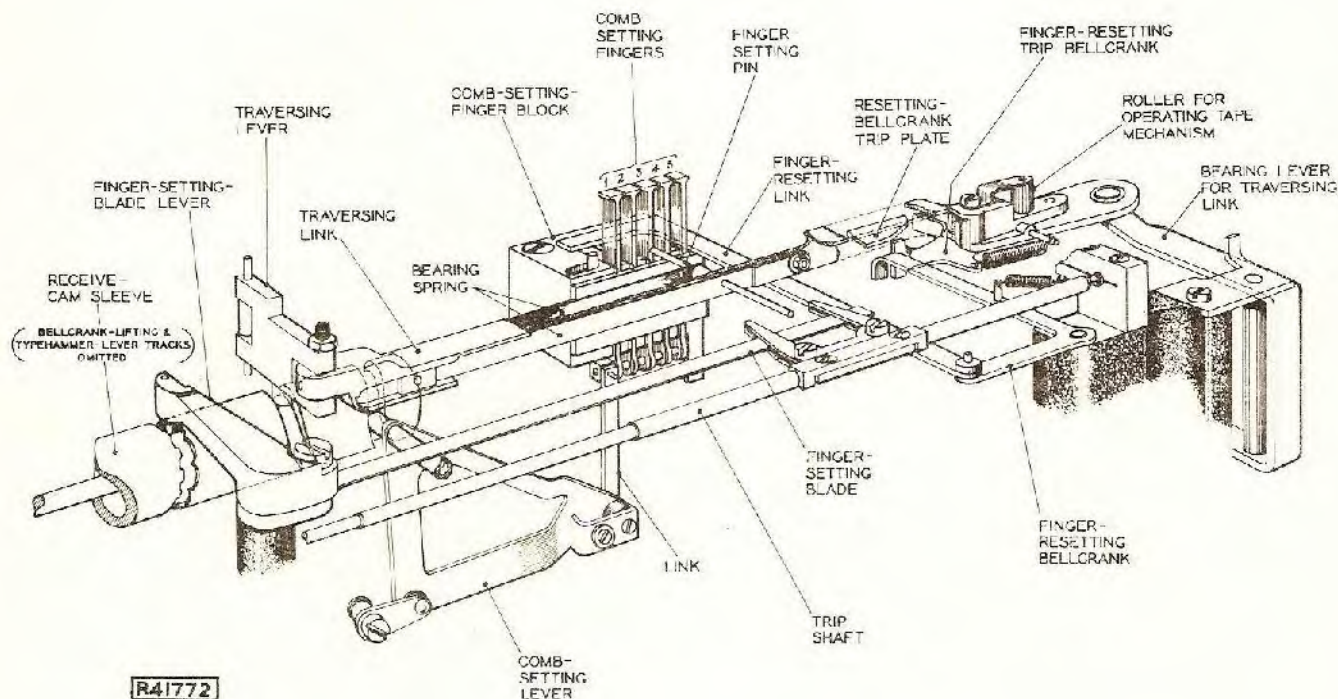 COMB
SETTING
FINGERS
FINGER-
SETTING
PIN
FINGER-RESETTING
TRIP BELLCRANK
COMB-SETTING-
FINGER BLOCK
TRAVERSING
LEVER
RESETTING-
BELLCRANK
TRIP PLATE
ROLLER FOR
OPERATING TAPE
MECHANISM
1 2 3 4 5
FINGER-
RESETTING
LINK
BEARING LEVER
FOR TRAVERSING
LINK
FINGER-SETTING-
BLADE LEVER
TRAVERSING
LINK
RECEIVE-
CAM SLEEVE
(BELLCRANK-LIFTING &
TYPEHAMMER-LEVER TRACKS
OMITTED)
BEARING
SPRING
FINGER-
SETTING
BLADE
FINGER-
RESETTING
BELLCRANK
LINK
TRIP
SHAFT
COMB-
SETTING
LEVER
R41772